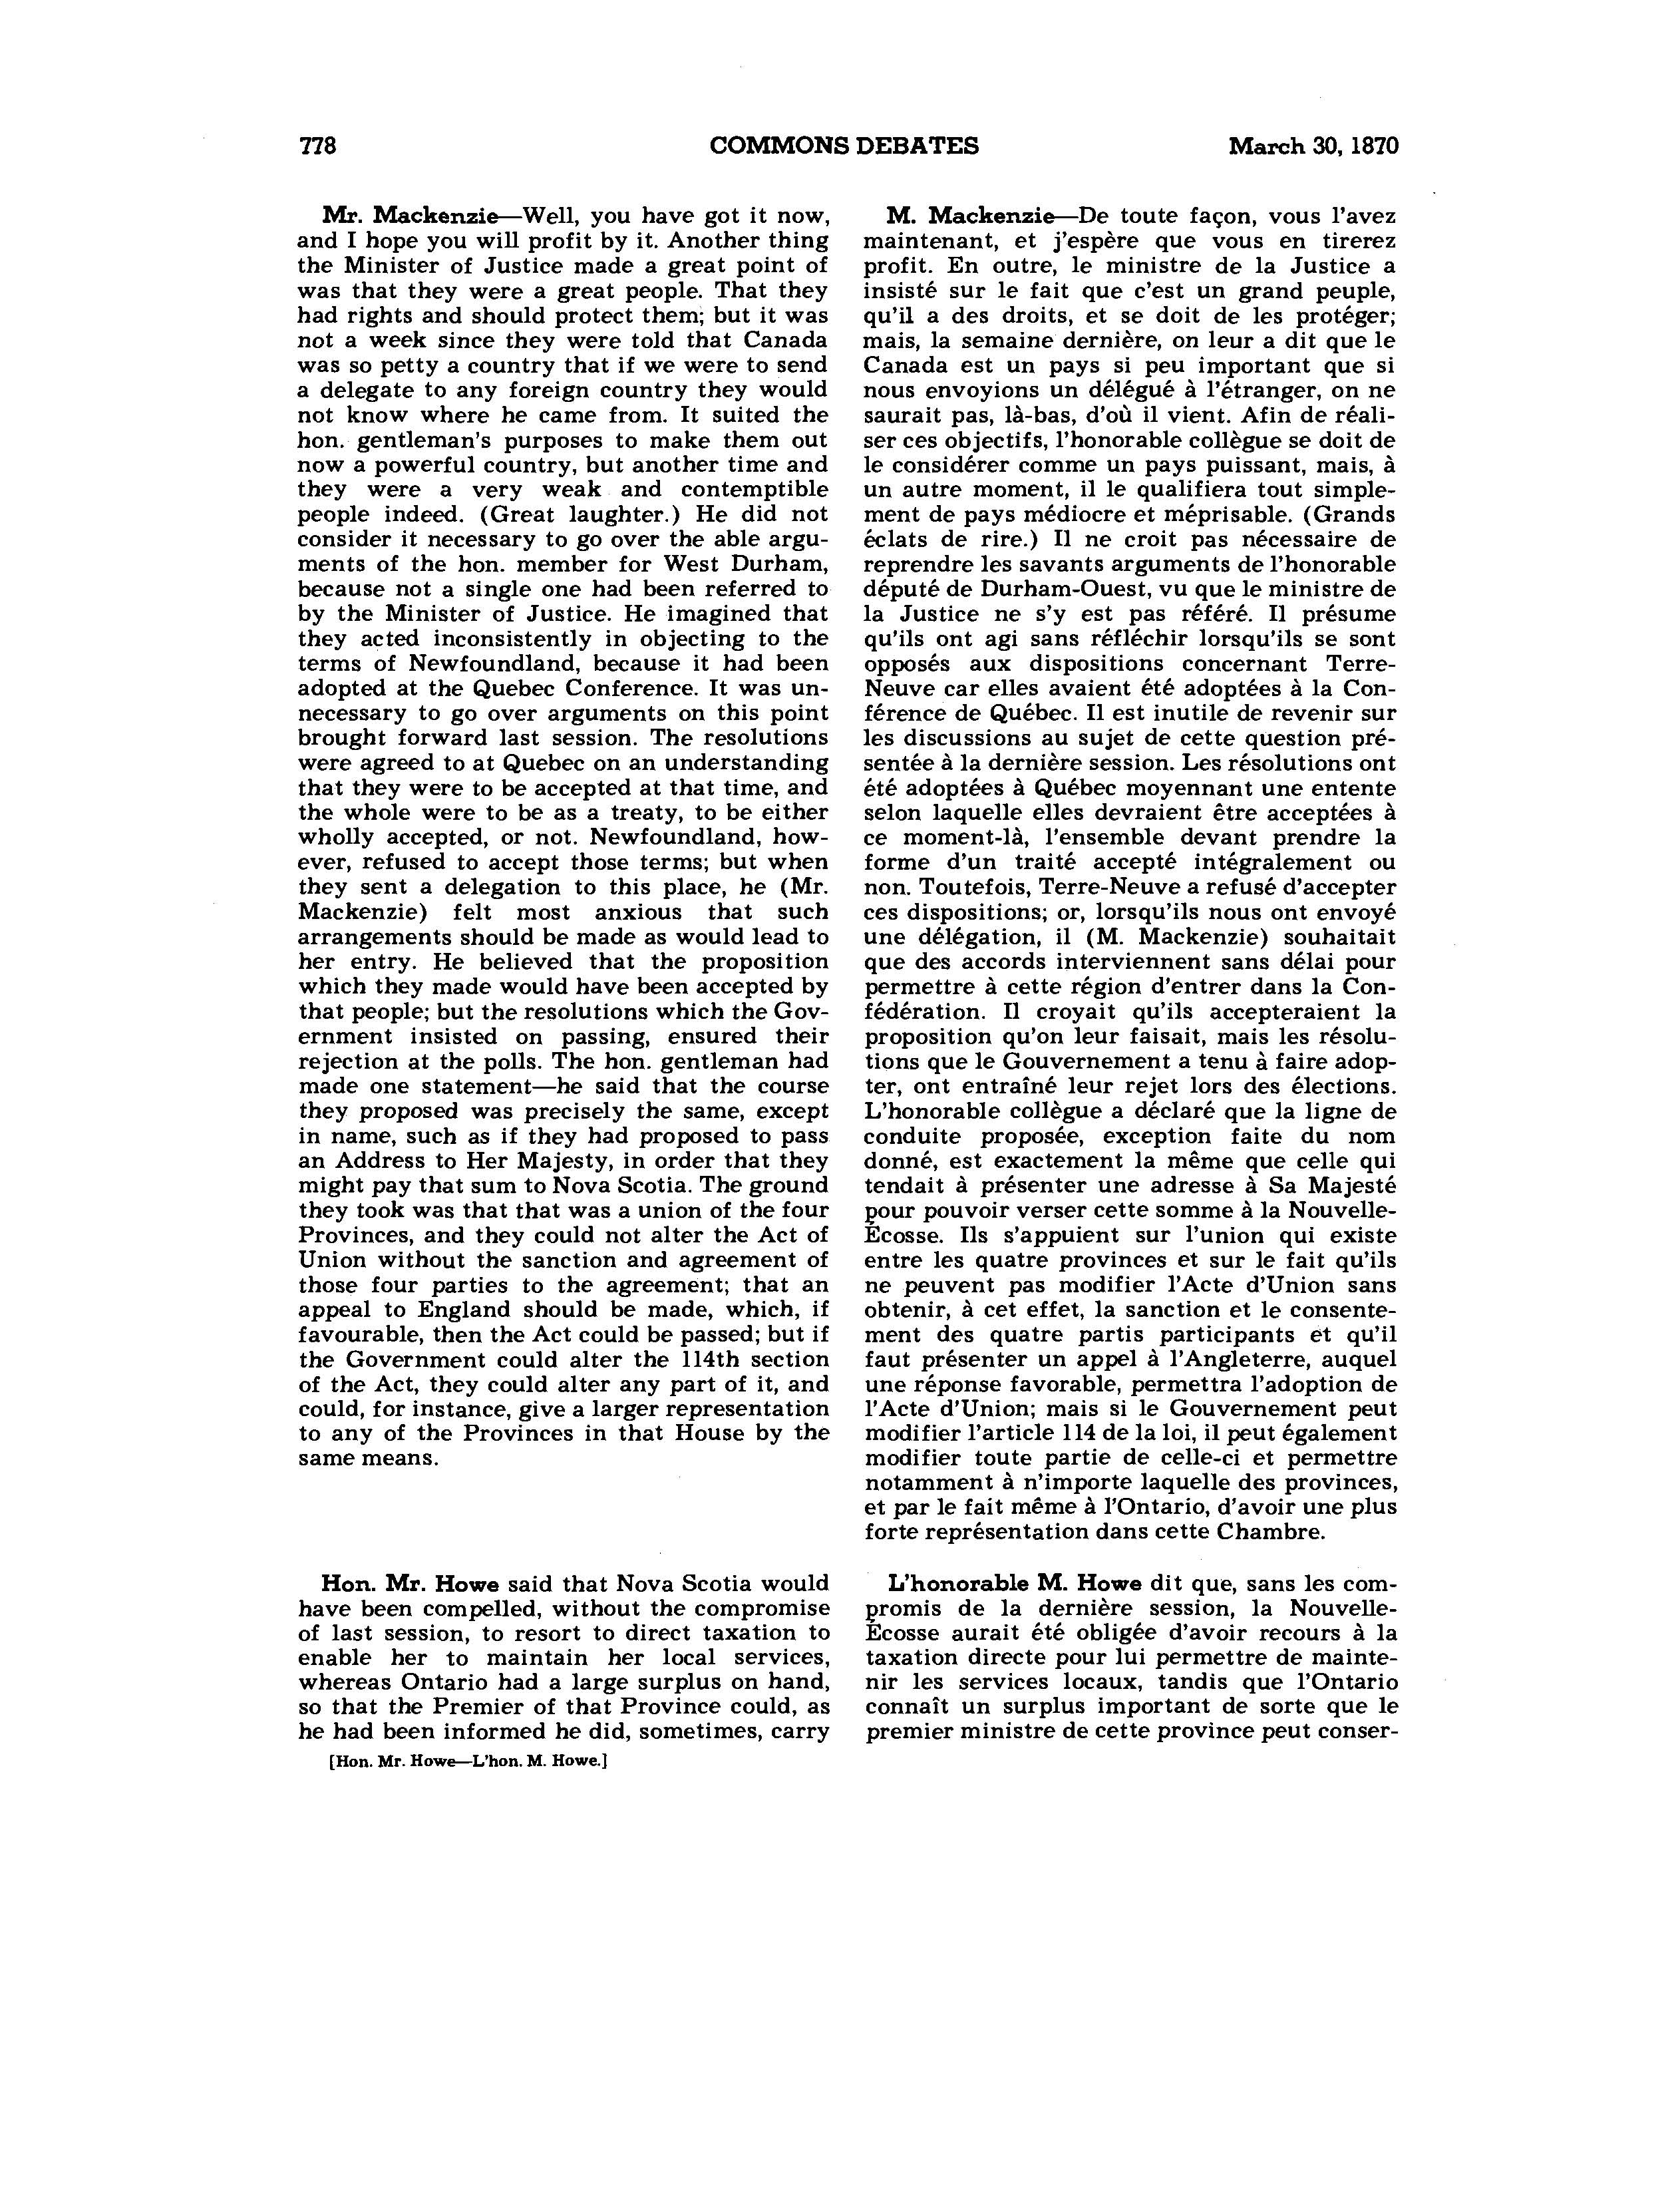 778
COMMONS DEBATES
March 30, 1870
Mr. Mackenzie—Well, you have got it now,
and I hope you will profit by it. Another thing
the Minister of Justice made a great point of
was that they were a great people. That they
had rights and should protect them; but it was
not a week since they were told that Canada
was so petty a country that if we were to send
a delegate to any foreign country they would
not know where he came from. It suited the
hon. gentleman's purposes to make them out
now a powerful country, but another time and
they were a very weak and contemptible
people indeed. (Great laughter.) He did not
consider it necessary to go over the able argu-
ments of the hon. member for West Durham,
because not a single one had been referred to
by the Minister of Justice. He imagined that
they acted inconsistently in objecting to the
terms of Newfoundland, because it had been
adopted at the Quebec Conference. It was un-
necessary to go over arguments on this point
brought forward last session. The resolutions
were agreed to at Quebec on an understanding
that they were to be accepted at that time, and
the whole were to be as a treaty, to be either
wholly accepted, or not. Newfoundland, how-
ever, refused to accept those terms; but when
they sent a delegation to this place, he (Mr.
Mackenzie) felt most anxious that such
arrangements should be made as would lead to
her entry. He believed that the proposition
which they made would have been accepted by
that people; but the resolutions which the Gov-
ernment insisted on passing, ensured their
rejection at the polls. The hon. gentleman had
made one statement—he said that the course
they proposed was precisely the same, except
in name, such as if they had proposed to pass
an Address to Her Majesty, in order that they
might pay that sum to Nova Scotia. The ground
they took was that that was a union of the four
Provinces, and they could not alter the Act of
Union without the sanction and agreement of
those four parties to the agreement; that an
appeal to England should be made, which, if
favourable, then the Act could be passed; but if
the Government could alter the 114th section
of the Act, they could alter any part of it, and
could, for instance, give a larger representation
to any of the Provinces in that House by the
same means.
Hon. Mr. Howe said that Nova Scotia would
have been compelled, without the compromise
of last session, to resort to direct taxation to
enable her to maintain her local services,
whereas Ontario had a large surplus on hand,
so that the Premier of that Province could, as
he had been informed he did, sometimes, carry
[Hon. Mr. Howe—L'hon. M. Howe.]
M. Mackenzie—De toute façon, vous l'avez
maintenant, et j'espère que vous en tirerez
profit. En outre, le ministre de la Justice a
insisté sur le fait que c'est un grand peuple,
qu'il a des droits, et se doit de les protéger;
mais, la semaine dernière, on leur a dit que le
Canada est un pays si peu important que si
nous envoyions un délégué à l'étranger, on ne
saurait pas, là-bas, d'où il vient. Afin de réali-
ser ces objectifs, l'honorable collègue se doit de
le considérer comme un pays puissant, mais, à
un autre moment, il le qualifiera tout simple-
ment de pays médiocre et méprisable. (Grands
éclats de rire.) Il ne croit pas nécessaire de
reprendre les savants arguments de l'honorable
député de Durham-Ouest, vu que le ministre de
la Justice ne s'y est pas référé. Il présume
qu'ils ont agi sans réfléchir lorsqu'ils se sont
opposés aux dispositions concernant Terre-
Neuve car elles avaient été adoptées à la Con-
férence de Québec. Il est inutile de revenir sur
les discussions au sujet de cette question pré-
sentée à la dernière session. Les résolutions ont
été adoptées à Québec moyennant une entente
selon laquelle elles devraient être acceptées à
ce moment-là, l'ensemble devant prendre la
forme d'un traité accepté intégralement ou
non. Toutefois, Terre-Neuve a refusé d'accepter
ces dispositions; or, lorsqu'ils nous ont envoyé
une délégation, il (M. Mackenzie) souhaitait
que des accords interviennent sans délai pour
permettre à cette région d'entrer dans la Con-
fédération. Il croyait qu'ils accepteraient la
proposition qu'on leur faisait, mais les résolu-
tions que le Gouvernement a tenu à faire adop-
ter, ont entraîné leur rejet lors des élections.
L'honorable collègue a déclaré que la ligne de
conduite proposée, exception faite du nom
donné, est exactement la même que celle qui
tendait à présenter une adresse à Sa Majesté
pour pouvoir verser cette somme à la Nouvelle-
Écosse. Ils s'appuient sur l'union qui existe
entre les quatre provinces et sur le fait qu'ils
ne peuvent pas modifier l'Acte d'Union sans
obtenir, à cet effet, la sanction et le consente-
ment des quatre partis participants et qu'il
faut présenter un appel à l'Angleterre, auquel
une réponse favorable, permettra l'adoption de
l'Acte d'Union; mais si le Gouvernement peut
modifier l'article 114 de la loi, il peut également
modifier toute partie de celle-ci et permettre
notamment à n'importe laquelle des provinces,
et par le fait même à l'Ontario, d'avoir une plus
forte représentation dans cette Chambre.
L'honorable M. Howe dit que, sans les com-
promis de la dernière session, la Nouvelle-
Écosse aurait été obligée d'avoir recours à la
taxation directe pour lui permettre de mainte-
nir les services locaux, tandis que l'Ontario
connaît un surplus important de sorte que le
premier ministre de cette province peut conser-